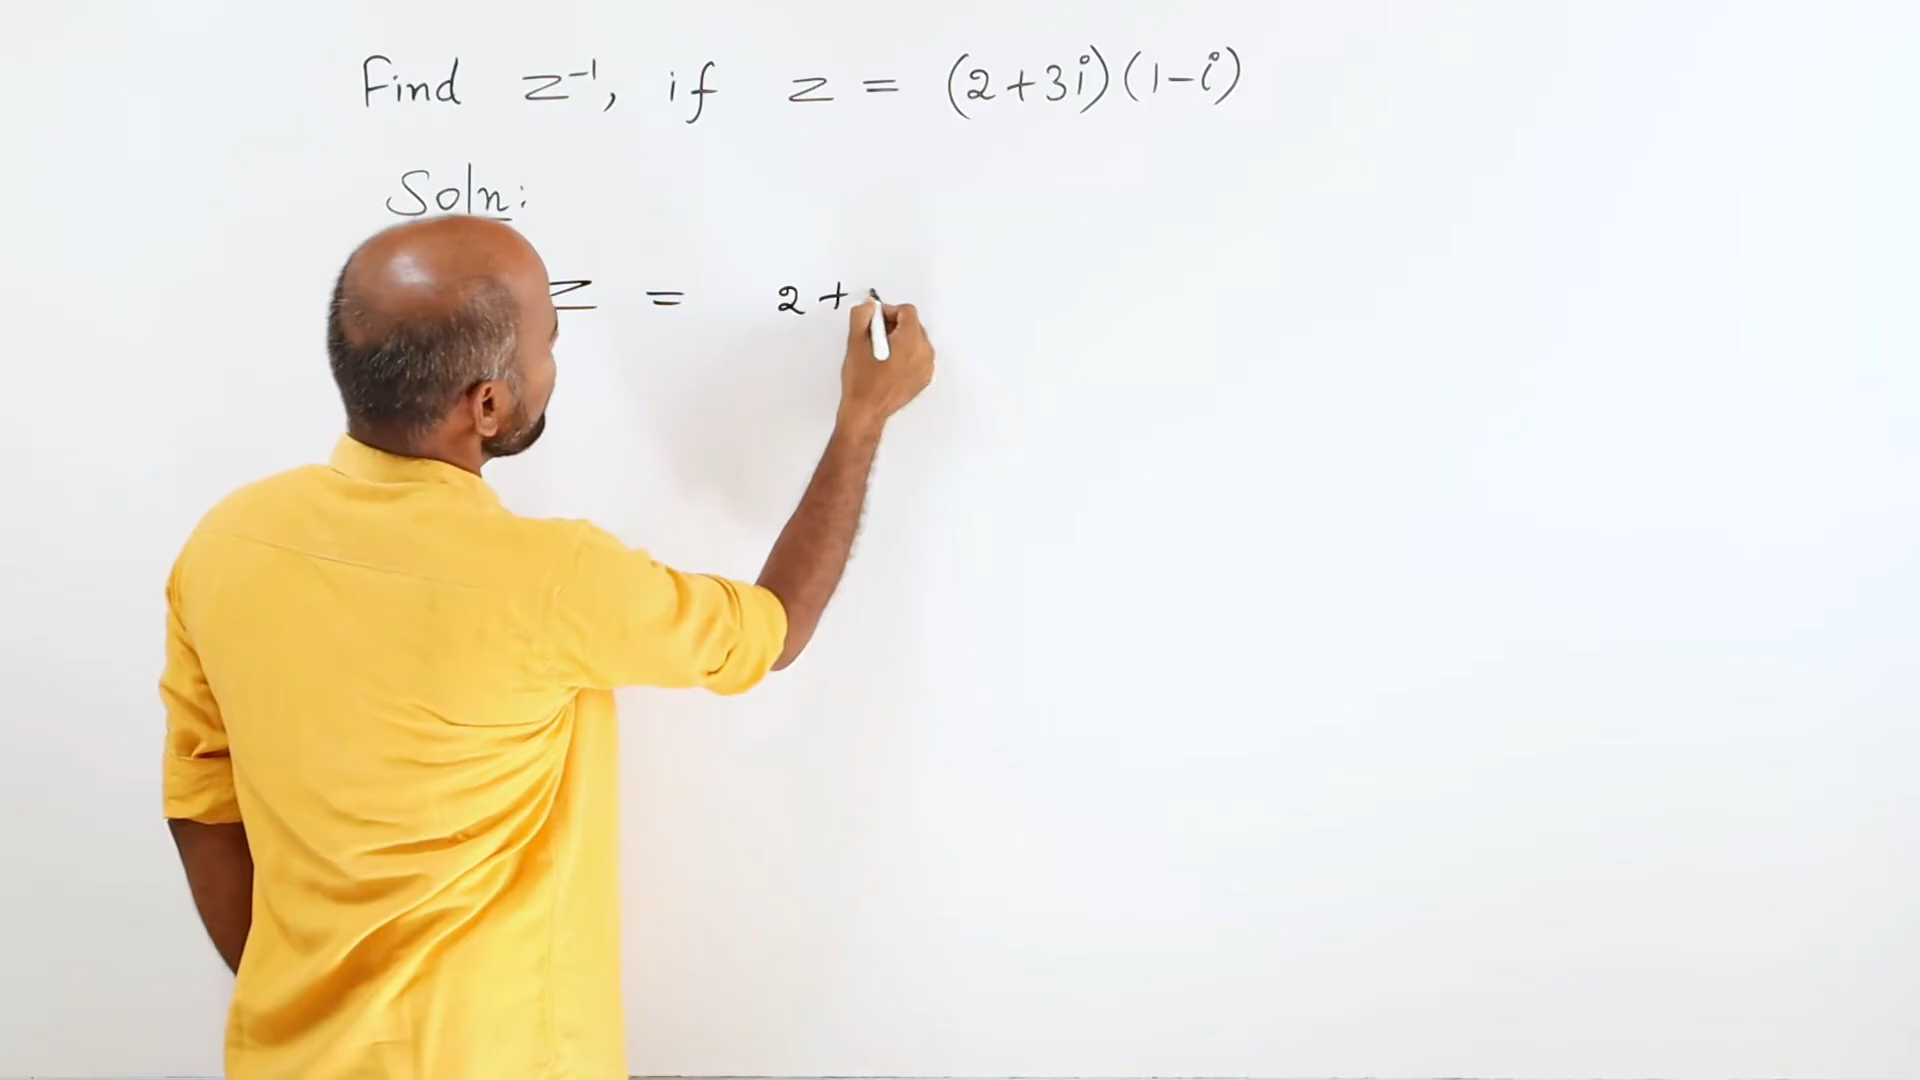 Find z⁻¹, if z = (2+3i)(1-i)
Soln:
z = 2+